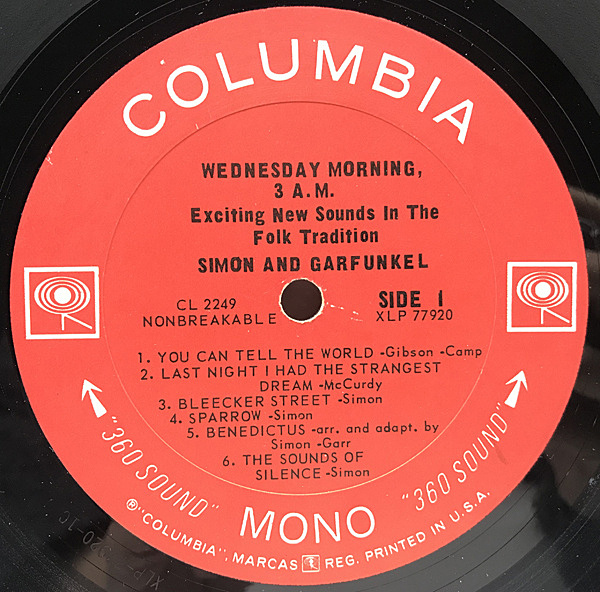 COLUMBIA
WEDNESDAY MORNING,
3 A.M.
Exciting New Sounds In The
Folk Tradition
SIMON AND GARFUNKEL
CL 2249
NONBREAKABLE
SIDE 1
XLP 77920
1. YOU CAN TELL THE WORLD -Gibson -Camp
2. LAST NIGHT I HAD THE STRANGEST
DREAM -McCurdy
3. BLEECKER STREET -Simon
4. SPARROW -Simon
5. BENEDICTUS -arr. and adapt. by
Simon -Garr
6. THE SOUNDS OF
SILENCE -Simon
"360 SOUND"
MONO
"360 SOUND"
®"COLUMBIA", MARCAS REG. PRINTED IN U.S.A.